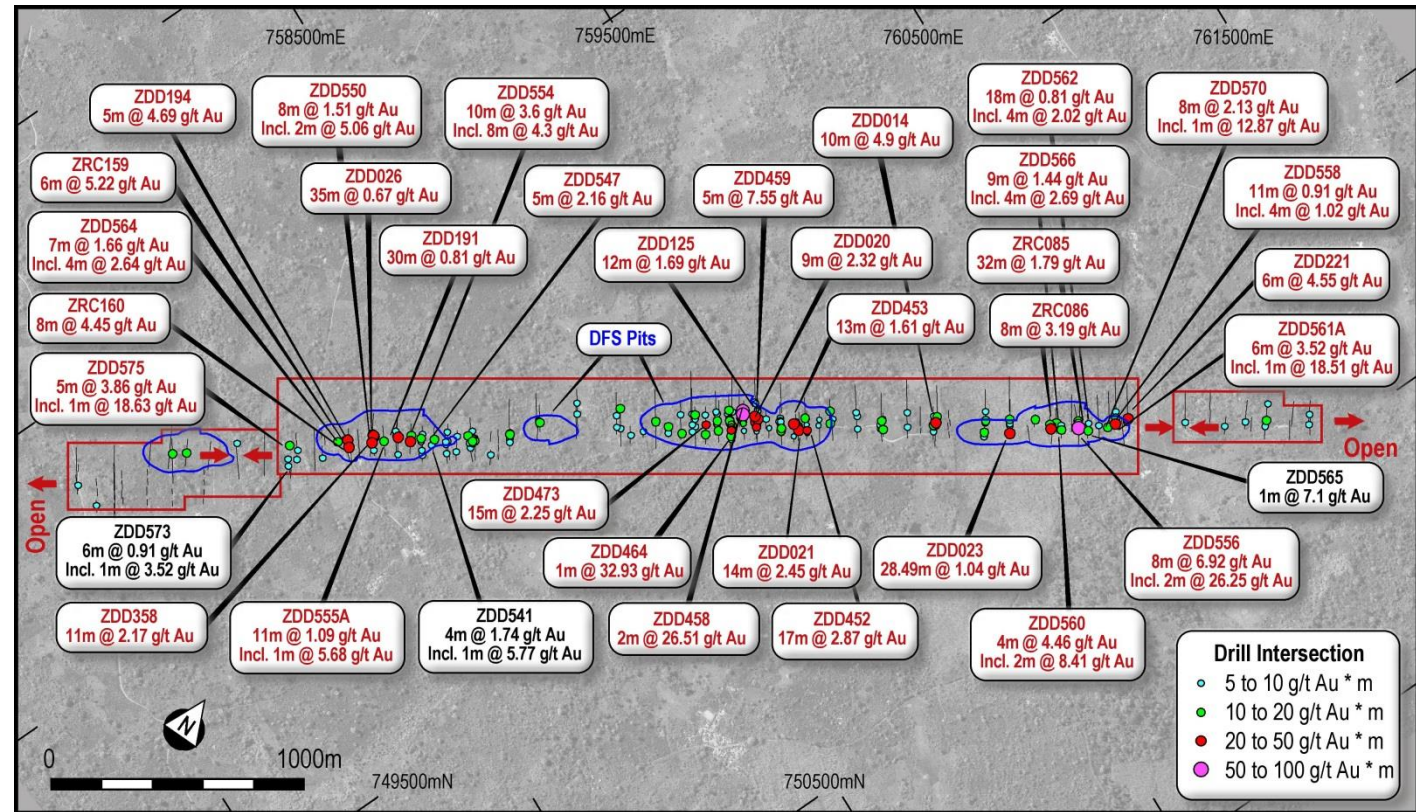 758500mE
759500mE
760500mE
761500mE
ZDD194
5m @ 4.69 g/t Au
ZDD550
8m @ 1.51 g/t Au
Incl. 2m @ 5.06 g/t Au
ZDD554
10m @ 3.6 g/t Au
Incl. 8m @ 4.3 g/t Au
ZDD014
10m @ 4.9 g/t Au
ZDD562
18m @ 0.81 g/t Au
Incl. 4m @ 2.02 g/t Au
ZDD570
8m @ 2.13 g/t Au
Incl. 1m @ 12.87 g/t Au
ZRC159
6m @ 5.22 g/t Au
ZDD026
35m @ 0.67 g/t Au
ZDD547
5m @ 2.16 g/t Au
ZDD459
5m @ 7.55 g/t Au
ZDD566
9m @ 1.44 g/t Au
Incl. 4m @ 2.69 g/t Au
ZDD558
11m @ 0.91 g/t Au
Incl. 4m @ 1.02 g/t Au
ZDD564
7m @ 1.66 g/t Au
Incl. 4m @ 2.64 g/t Au
ZDD191
30m @ 0.81 g/t Au
ZDD125
12m @ 1.69 g/t Au
ZDD020
9m @ 2.32 g/t Au
ZRC085
32m @ 1.79 g/t Au
ZDD221
6m @ 4.55 g/t Au
ZRC160
8m @ 4.45 g/t Au
ZDD453
13m @ 1.61 g/t Au
ZRC086
8m @ 3.19 g/t Au
ZDD561A
6m @ 3.52 g/t Au
Incl. 1m @ 18.51 g/t Au
DFS Pits
ZDD575
5m @ 3.86 g/t Au
Incl. 1m @ 18.63 g/t Au
Open
Open
ZDD565
1m @ 7.1 g/t Au
ZDD473
15m @ 2.25 g/t Au
ZDD573
6m @ 0.91 g/t Au
Incl. 1m @ 3.52 g/t Au
ZDD464
1m @ 32.93 g/t Au
ZDD021
14m @ 2.45 g/t Au
ZDD023
28.49m @ 1.04 g/t Au
ZDD556
8m @ 6.92 g/t Au
Incl. 2m @ 26.25 g/t Au
ZDD358
11m @ 2.17 g/t Au
ZDD555A
11m @ 1.09 g/t Au
Incl. 1m @ 5.68 g/t Au
ZDD541
4m @ 1.74 g/t Au
Incl. 1m @ 5.77 g/t Au
ZDD458
2m @ 26.51 g/t Au
ZDD452
17m @ 2.87 g/t Au
ZDD560
4m @ 4.46 g/t Au
Incl. 2m @ 8.41 g/t Au
Drill Intersection
5 to 10 g/t Au * m
10 to 20 g/t Au * m
20 to 50 g/t Au * m
50 to 100 g/t Au * m
N
0 1000m
749500mN
750500mN